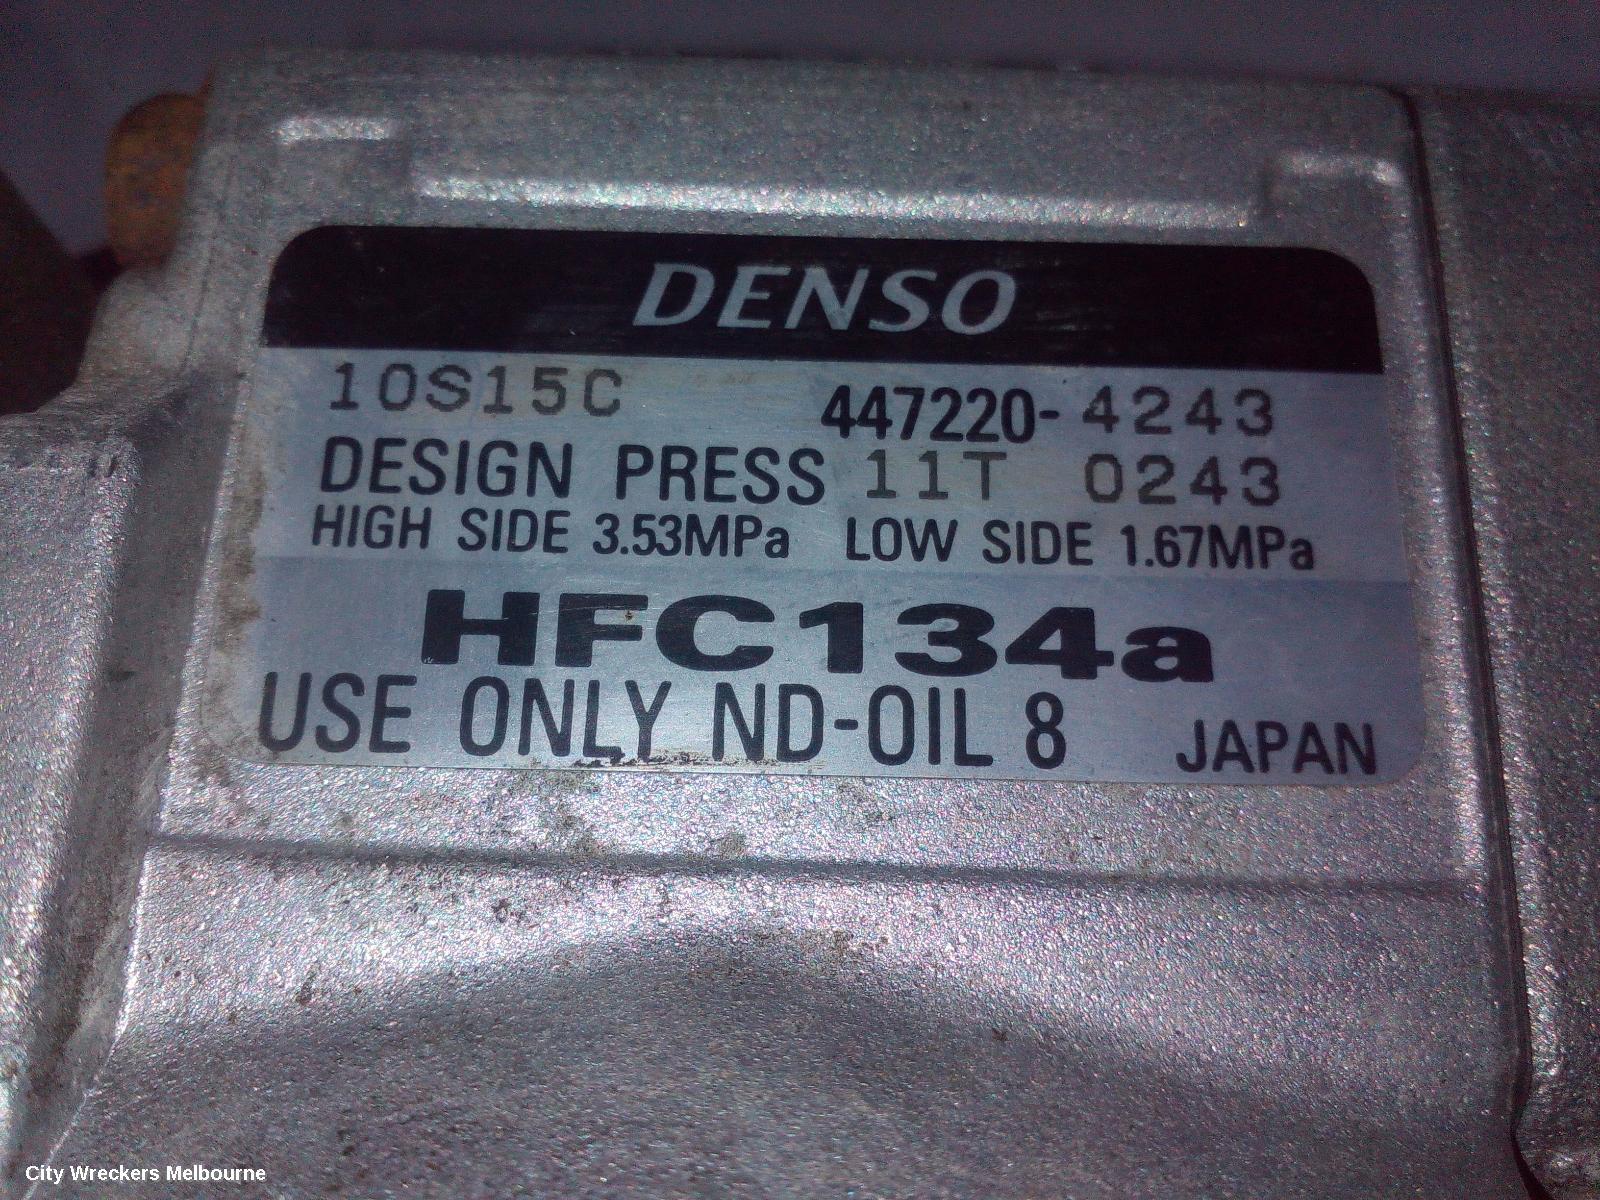 DENSO
10S15C 447220-4243
DESIGN PRESS 11T 0243
HIGH SIDE 3.53MPa LOW SIDE 1.67MPa
HFC134a
USE ONLY ND-OIL 8 JAPAN
City Wreckers Melbourne